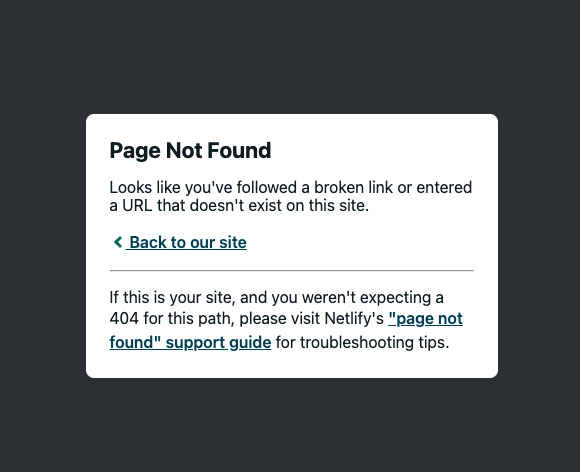 Page Not Found
Looks like you've followed a broken link or entered
a URL that doesn't exist on this site.
Back to our site
If this is your site, and you weren't expecting a
404 for this path, please visit Netlify's "page not
found" support guide for troubleshooting tips.